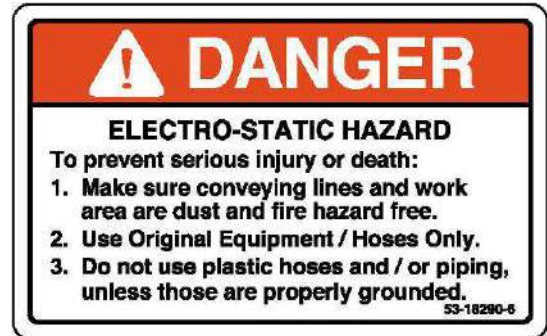 DANGER
ELECTRO-STATIC HAZARD
To prevent serious injury or death:
1. Make sure conveying lines and work
area are dust and fire hazard free.
2. Use Original Equipment / Hoses Only.
3. Do not use plastic hoses and / or piping,
unless those are properly grounded.
53-18290-6